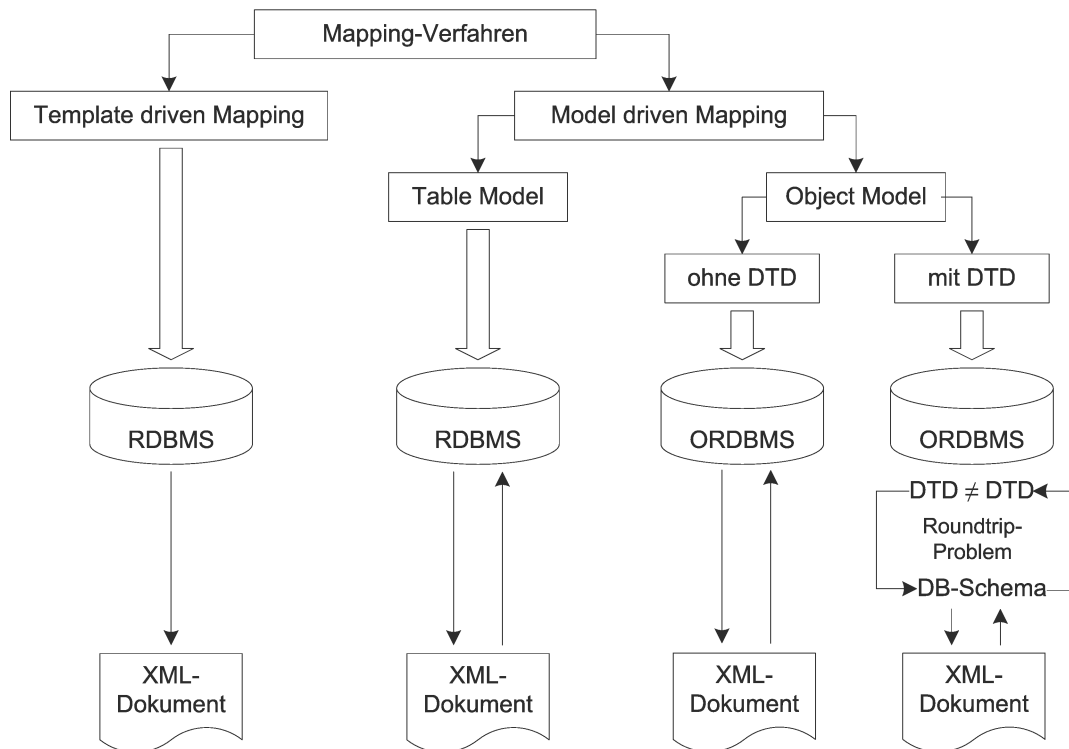 Mapping-Verfahren
Template driven Mapping
Model driven Mapping
Table Model
Object Model
ohne DTD
mit DTD
RDBMS
RDBMS
ORDBMS
ORDBMS
DTD ≠ DTD
Roundtrip-
Problem
DB-Schema
XML-
Dokument
XML-
Dokument
XML-
Dokument
XML-
Dokument